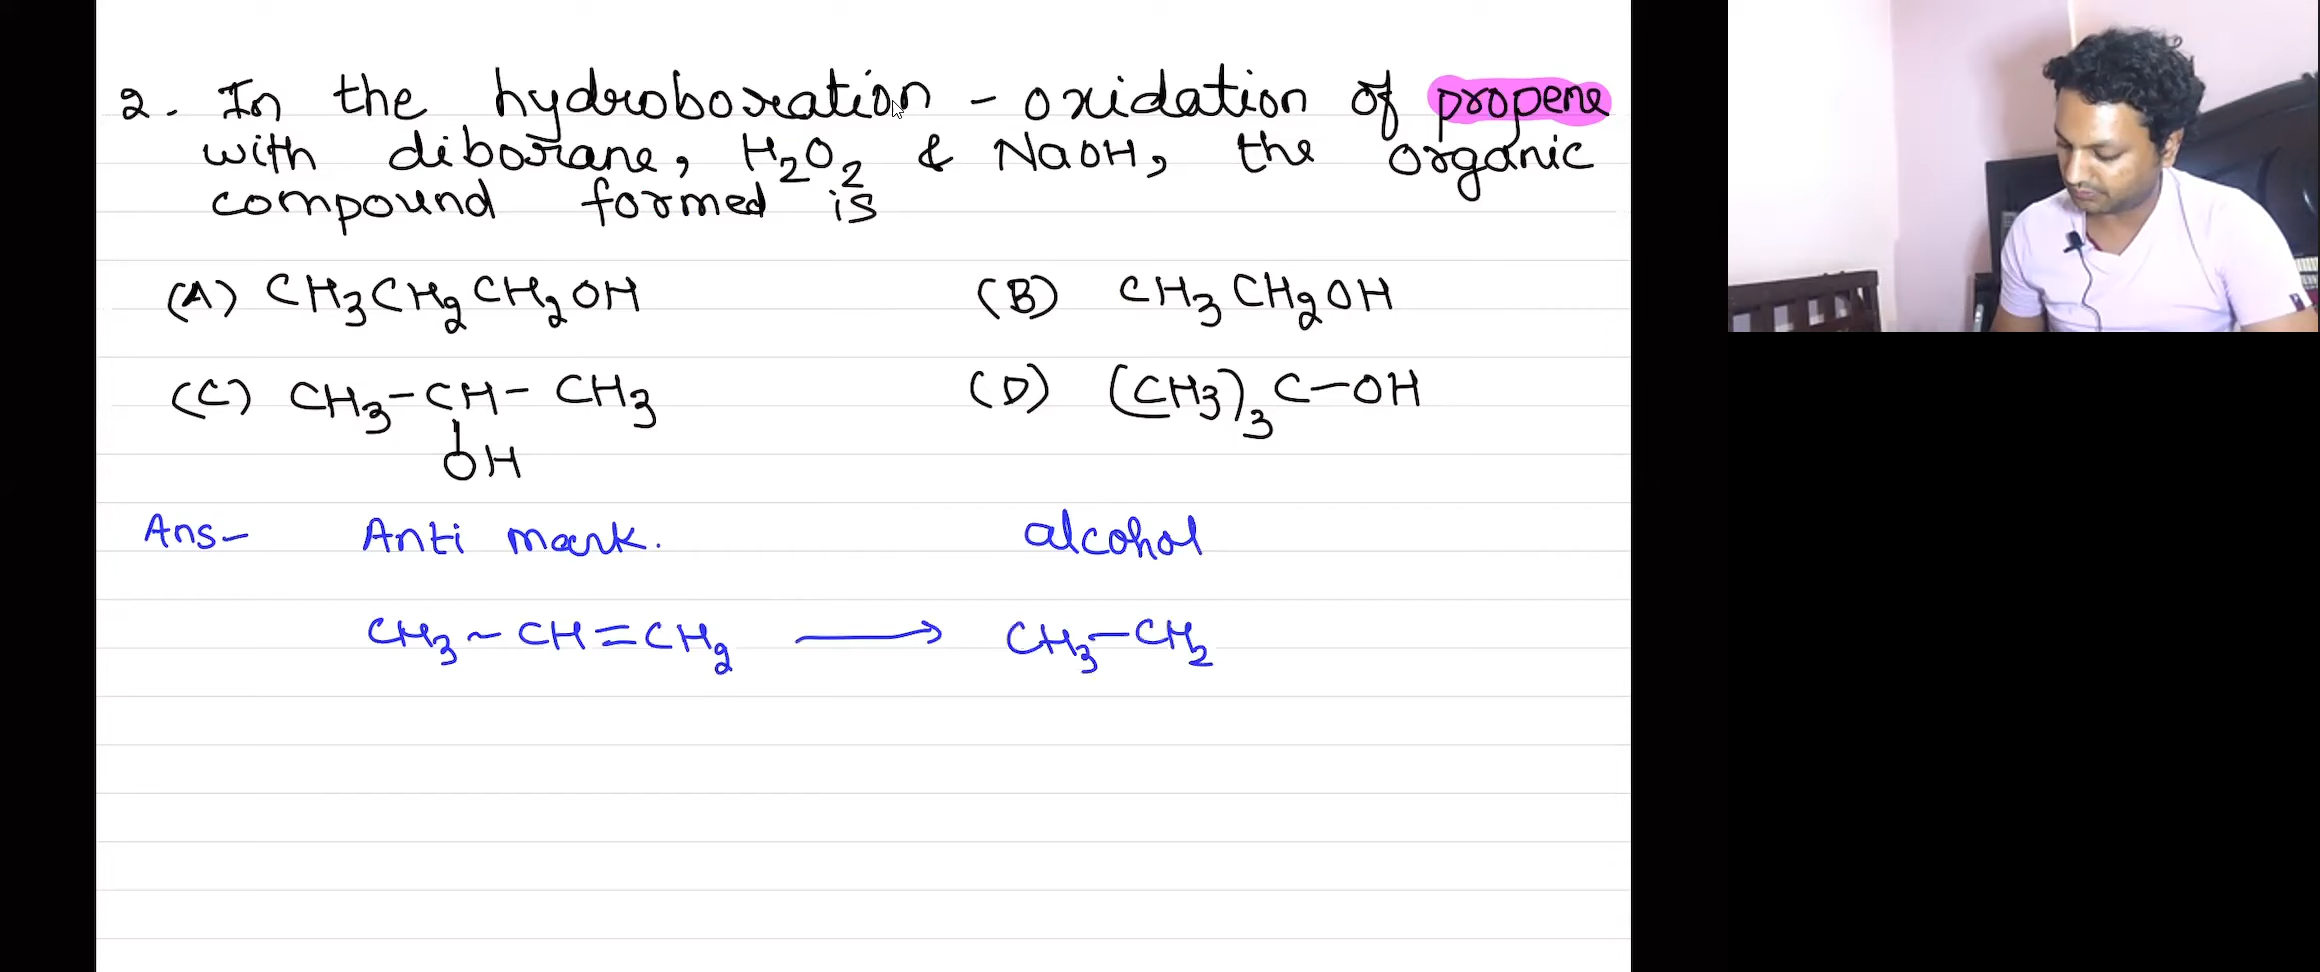 2. In the hydroboration - oxidation of propene
with diborane, H₂O₂ & NaOH, the organic
compound formed is
(A) CH₃CH₂CH₂OH (B) CH₃CH₂OH
(C) CH₃-CH-CH₃ (D) (CH₃)₃C-OH
OH
Ans- Anti mark. alcohol
CH₃-CH=CH₂ → CH₃-CH₂